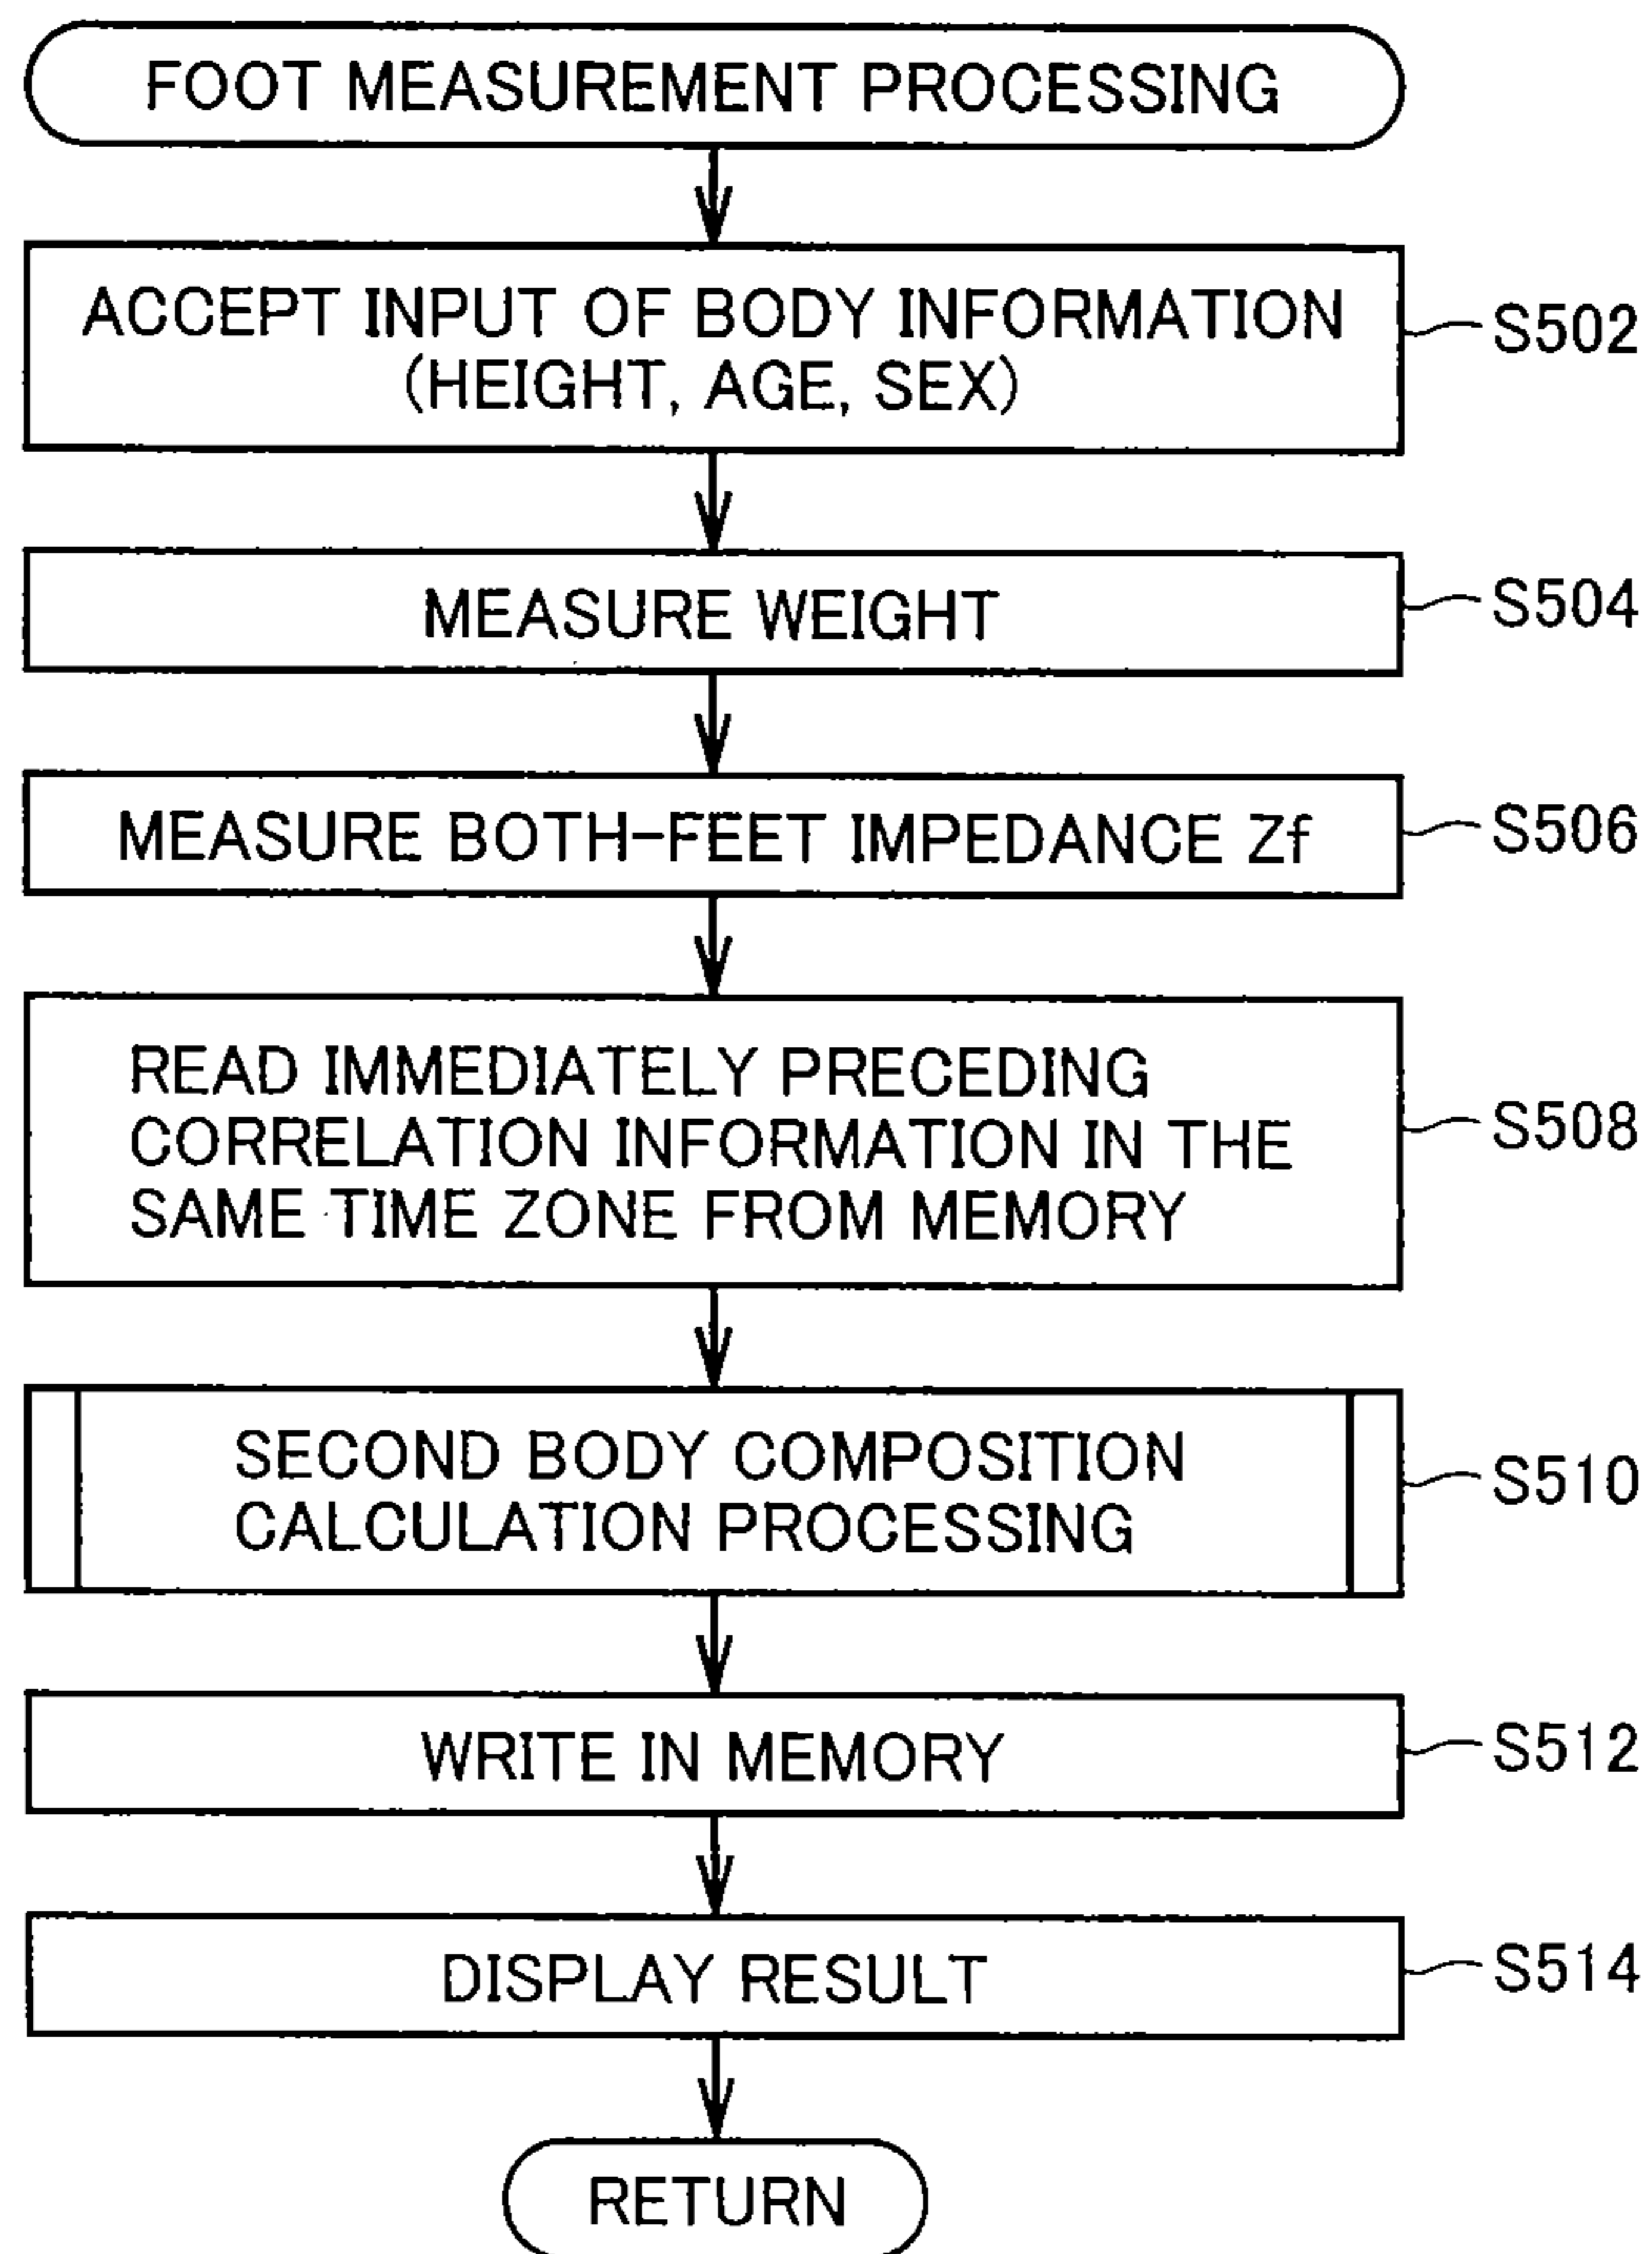 FOOT MEASUREMENT PROCESSING
ACCEPT INPUT OF BODY INFORMATION
(HEIGHT, AGE, SEX)
S502
MEASURE WEIGHT
S504
MEASURE BOTH-FEET IMPEDANCE Zf
S506
READ IMMEDIATELY PRECEDING
CORRELATION INFORMATION IN THE
SAME TIME ZONE FROM MEMORY
S508
SECOND BODY COMPOSITION
CALCULATION PROCESSING
S510
WRITE IN MEMORY
S512
DISPLAY RESULT
S514
RETURN